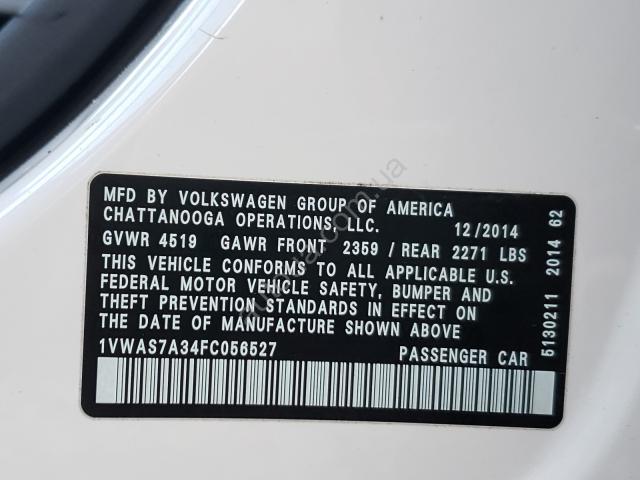 MFD BY VOLKSWAGEN GROUP OF AMERICA
CHATTANOOGA OPERATIONS, LLC. 12/2014
GVWR 4519 GAWR FRONT 2359 / REAR 2271 LBS
THIS VEHICLE CONFORMS TO ALL APPLICABLE U.S.
FEDERAL MOTOR VEHICLE SAFETY, BUMPER AND
THEFT PREVENTION STANDARDS IN EFFECT ON
THE DATE OF MANUFACTURE SHOWN ABOVE
1VWAS7A34FC056527 PASSENGER CAR
5130211 2014 62